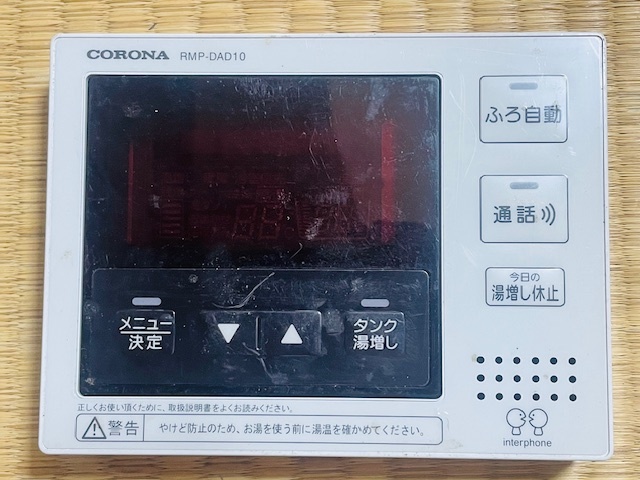 CORONA RMP-DAD10
ふろ自動
通話
今日の
湯増し休止
メニュー
決定
▼
▲
タンク
湯増し
正しくお使い頂くために、取扱説明書をよくお読みください。
警告
やけど防止のため、お湯を使う前に湯温を確かめてください。
interphone